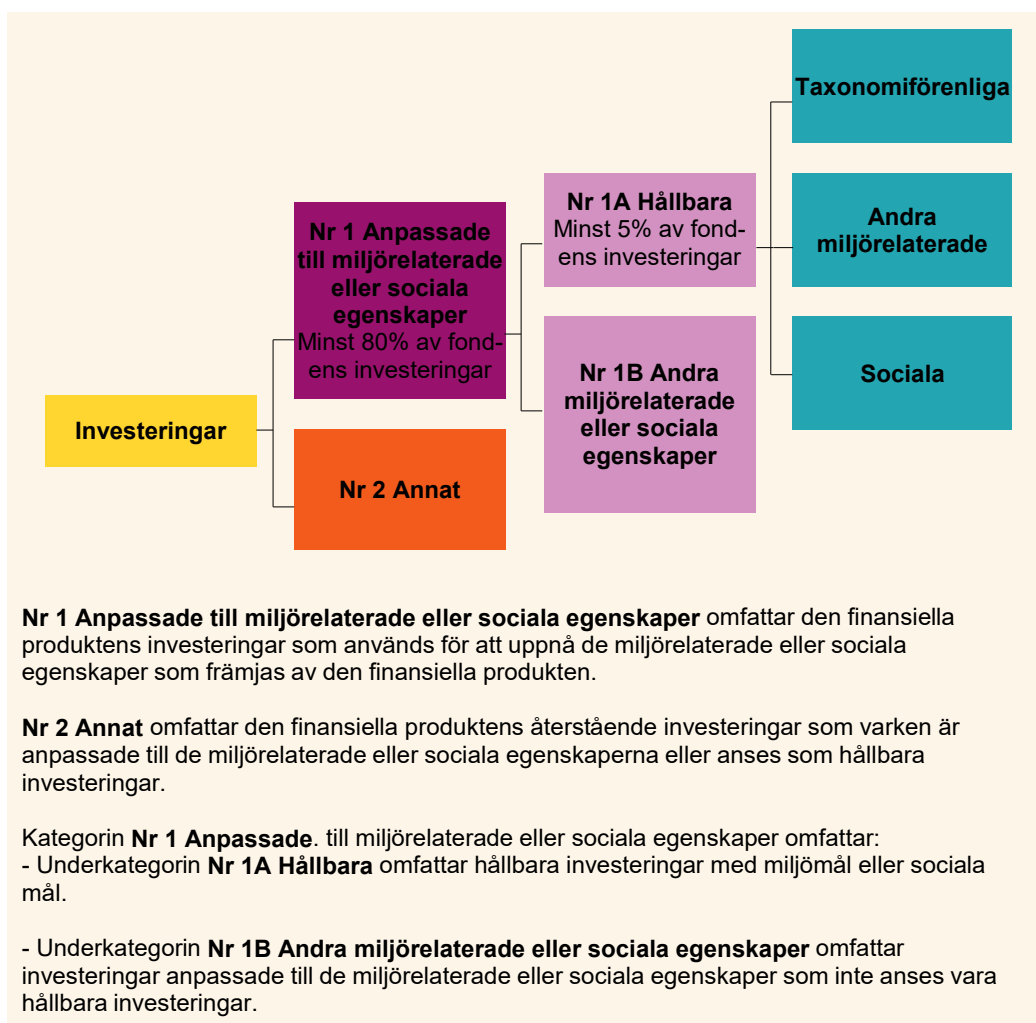 Taxonomiförenliga
Nr 1A Hållbara
Minst 5% av fond-
ens investeringar
Andra
miljörelaterade
Nr 1 Anpassade
till miljörelaterade
eller sociala
egenskaper
Minst 80% av fond-
ens investeringar
Nr 1B Andra
miljörelaterade
eller sociala
egenskaper
Sociala
Investeringar
Nr 2 Annat
Nr 1 Anpassade till miljörelaterade eller sociala egenskaper omfattar den finansiella
produktens investeringar som används för att uppnå de miljörelaterade eller sociala
egenskaper som främjas av den finansiella produkten.
Nr 2 Annat omfattar den finansiella produktens återstående investeringar som varken är
anpassade till de miljörelaterade eller sociala egenskaperna eller anses som hållbara
investeringar.
Kategorin Nr 1 Anpassade. till miljörelaterade eller sociala egenskaper omfattar:
- Underkategorin Nr 1A Hållbara omfattar hållbara investeringar med miljömål eller sociala
mål.
- Underkategorin Nr 1B Andra miljörelaterade eller sociala egenskaper omfattar
investeringar anpassade till de miljörelaterade eller sociala egenskaper som inte anses vara
hållbara investeringar.